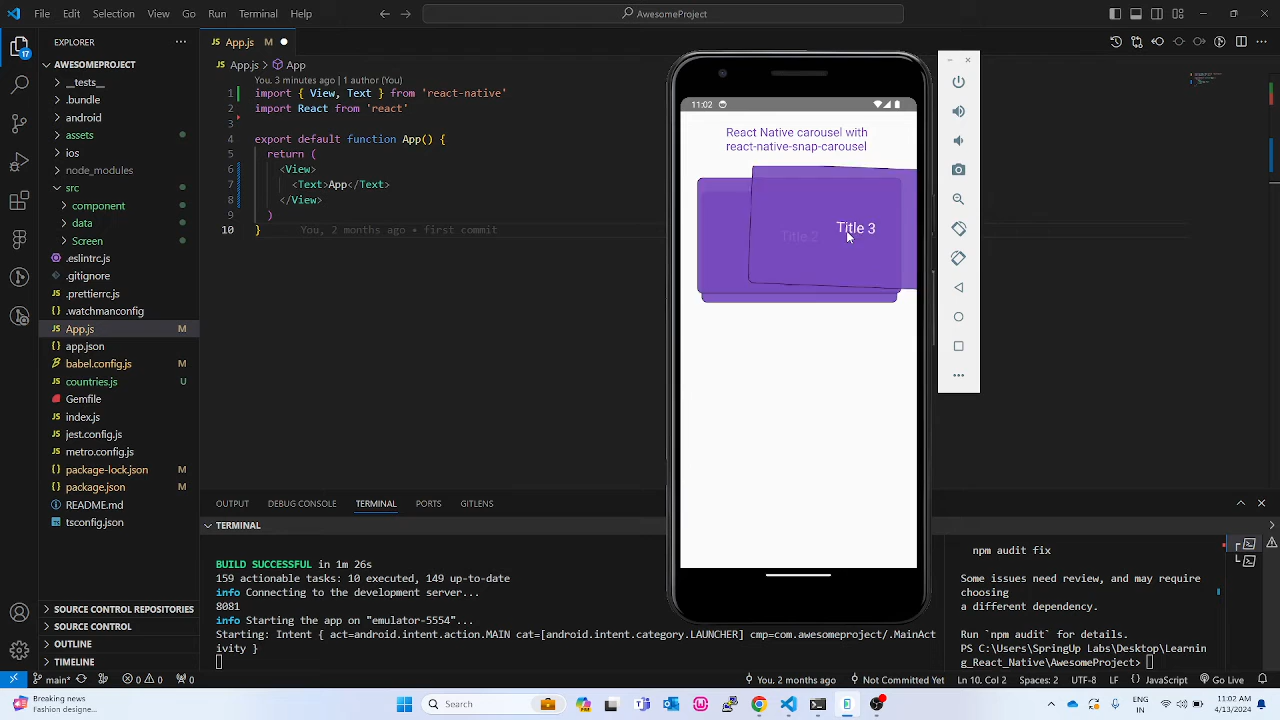 File Edit Selection View Go Run Terminal Help
AwesomeProject
EXPLORER
App.js M
AWESOMEPROJECT
App.js > App
__tests__
.bundle
android
assets
ios
node_modules
src
component
data
Screen
.eslintrc.js
.gitignore
.prettierrc.js
.watchmanconfig
App.js M
app.json
babel.config.js M
countries.js U
Gemfile
index.js
jest.config.js
metro.config.js
package-lock.json M
package.json M
README.md
tsconfig.json
SOURCE CONTROL REPOSITORIES
SOURCE CONTROL
OUTLINE
TIMELINE
17
You, 3 minutes ago | 1 author (You)
1 import { View, Text } from 'react-native'
2 import React from 'react'
3
4 export default function App() {
5 return (
6 <View>
7 <Text>App</Text>
8 </View>
9 )
10 } You, 2 months ago • first commit
11:02
React Native carousel with
react-native-snap-carousel
Title 2
Title 3
OUTPUT DEBUG CONSOLE TERMINAL PORTS GITLENS
TERMINAL
BUILD SUCCESSFUL in 1m 26s
159 actionable tasks: 10 executed, 149 up-to-date
info Connecting to the development server...
8081
info Starting the app on "emulator-5554"...
Starting: Intent { act=android.intent.action.MAIN cat=[android.intent.category.LAUNCHER] cmp=com.awesomeproject/.MainAct
ivity }
npm audit fix
Some issues need review, and may require
choosing
a different dependency.
Run `npm audit` for details.
PS C:\Users\SpringUp Labs\Desktop\Learnin
g_React_Native\AwesomeProject>
main* 0 0 0 You, 2 months ago Not Committed Yet Ln 10, Col 2 Spaces: 2 UTF-8 LF {} JavaScript Go Live
Breaking news
Fashion designe...
Search
ENG
IN
11:02 AM
4/13/2024